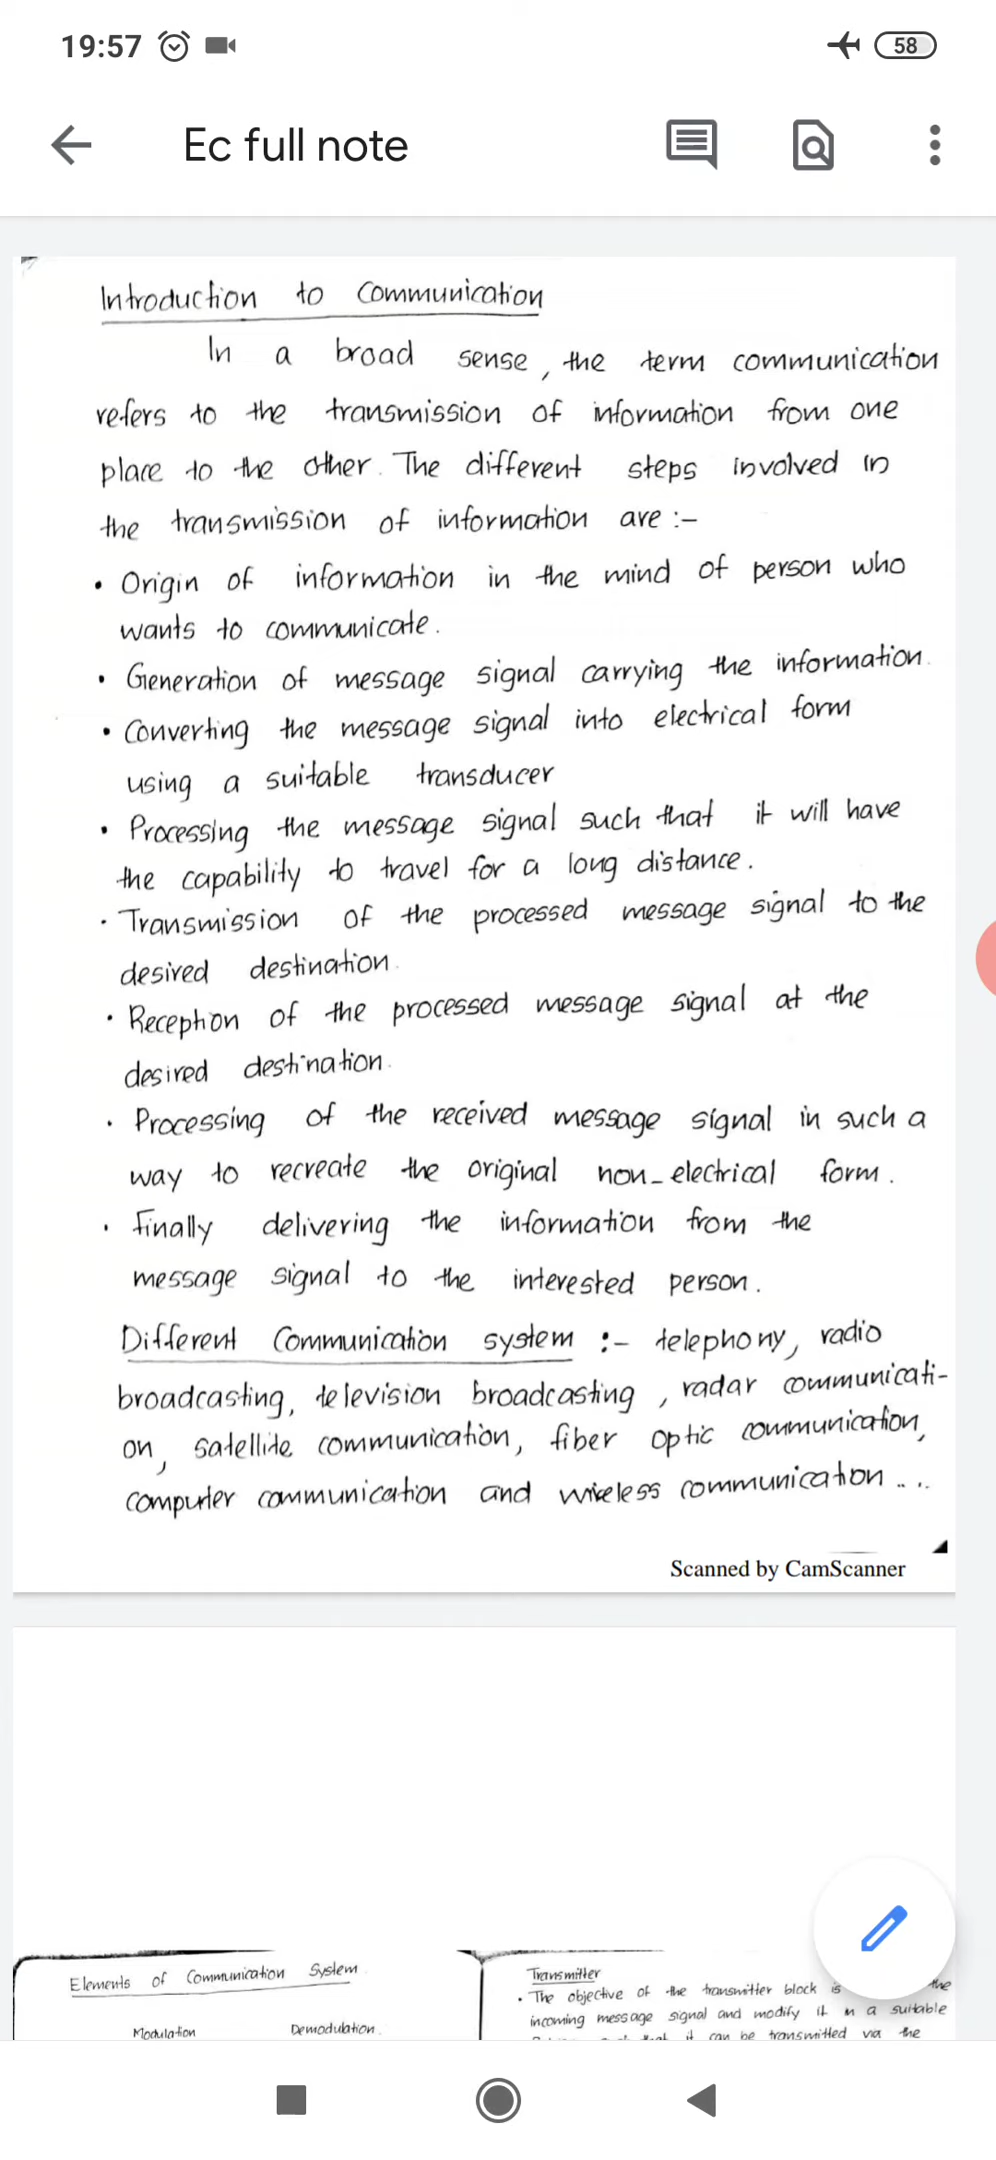 19:57
58
Ec full note
Introduction to Communication
In a broad sense, the term communication
refers to the transmission of information from one
place to the other. The different steps involved in
the transmission of information are :-
• Origin of information in the mind of person who
wants to communicate.
• Generation of message signal carrying the information.
• Converting the message signal into electrical form
using a suitable transducer
• Processing the message signal such that it will have
the capability to travel for a long distance.
• Transmission of the processed message signal to the
desired destination.
• Reception of the processed message signal at the
desired destination.
• Processing of the received message signal in such a
way to recreate the original non-electrical form.
• Finally delivering the information from the
message signal to the interested person.
Different Communication system :- telephony, radio
broadcasting, television broadcasting, radar communicati-
on, satellite communication, fiber optic communication,
computer communication and wireless communication ....
Scanned by CamScanner
Elements of Communication System
Modulation Demodulation
Transmitter
• The objective of the transmitter block is the
incoming message signal and modify it in a suitable
it can be transmitted via the